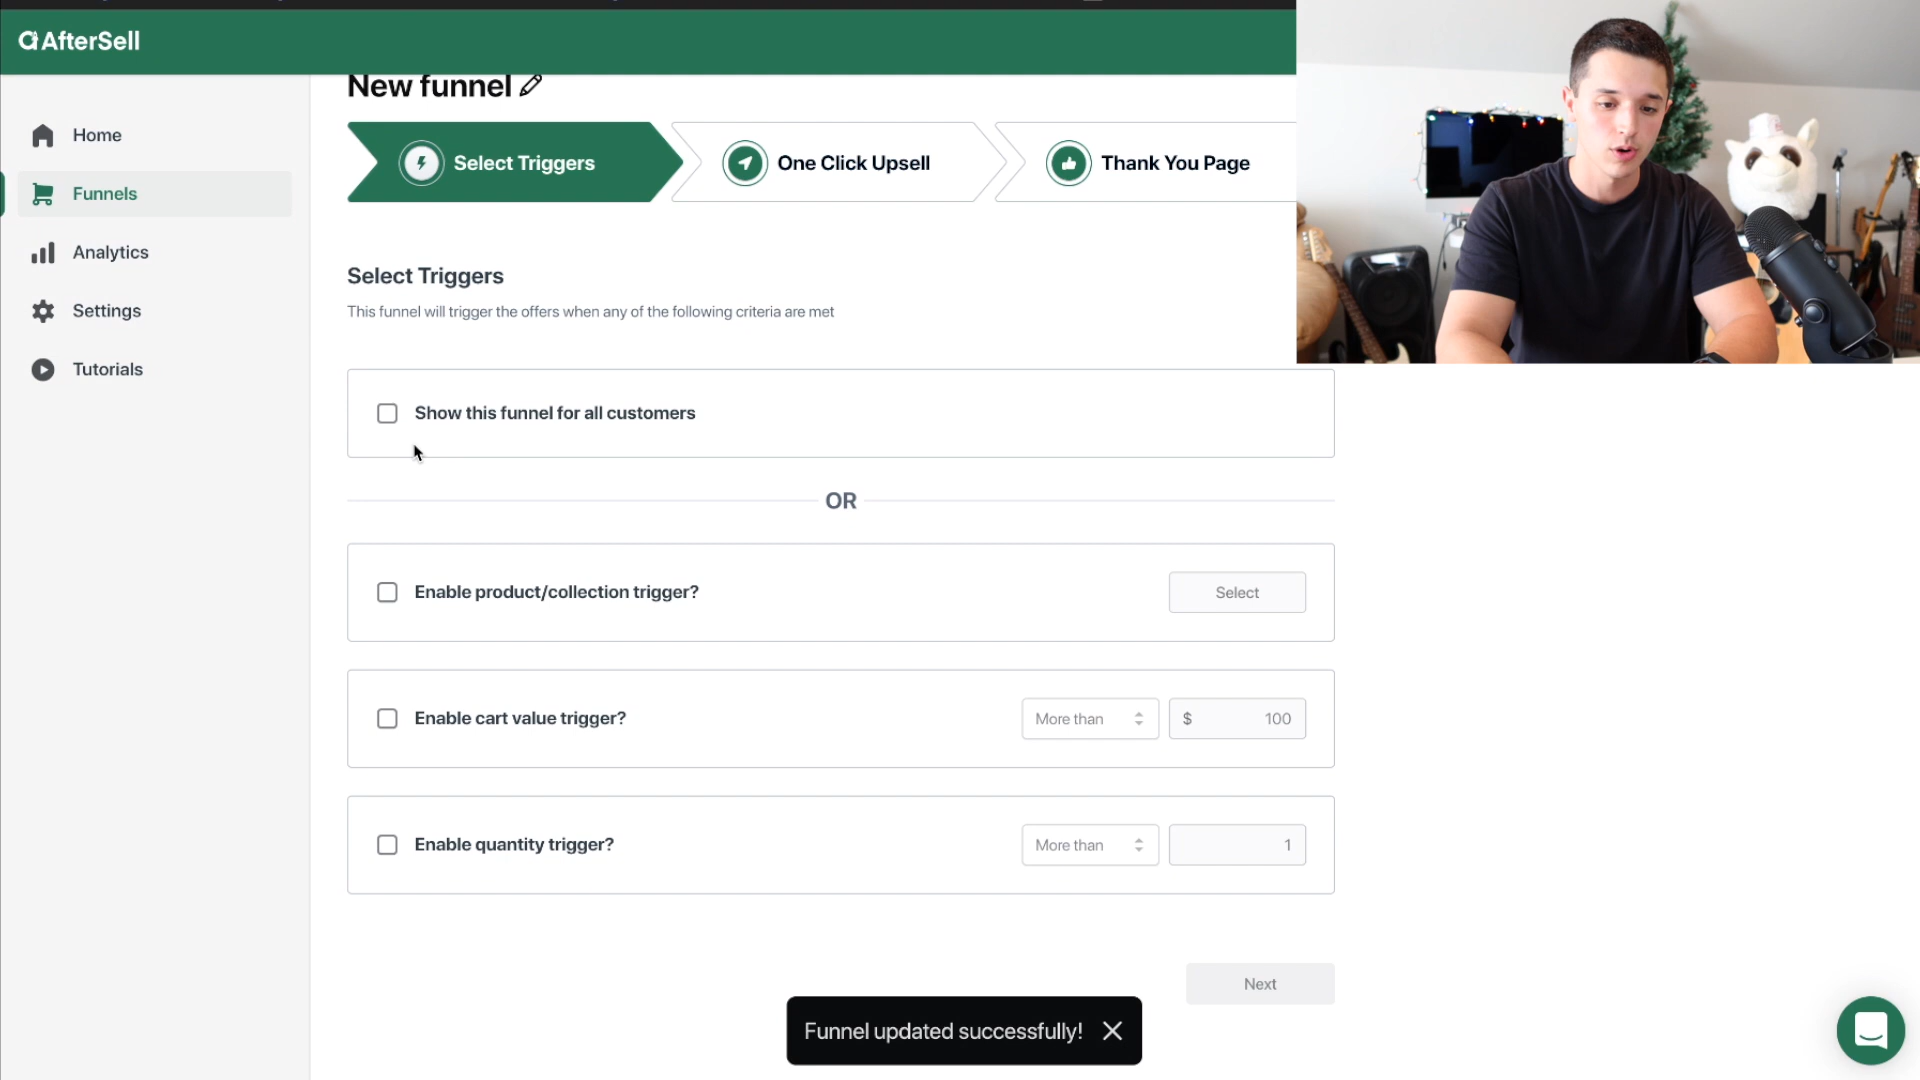 AfterSell
New funnel
Home
Funnels
Analytics
Settings
Tutorials
Select Triggers
One Click Upsell
Thank You Page
Select Triggers
This funnel will trigger the offers when any of the following criteria are met
Show this funnel for all customers
OR
Enable product/collection trigger?
Select
Enable cart value trigger?
More than
$ 100
Enable quantity trigger?
More than
1
Next
Funnel updated successfully!